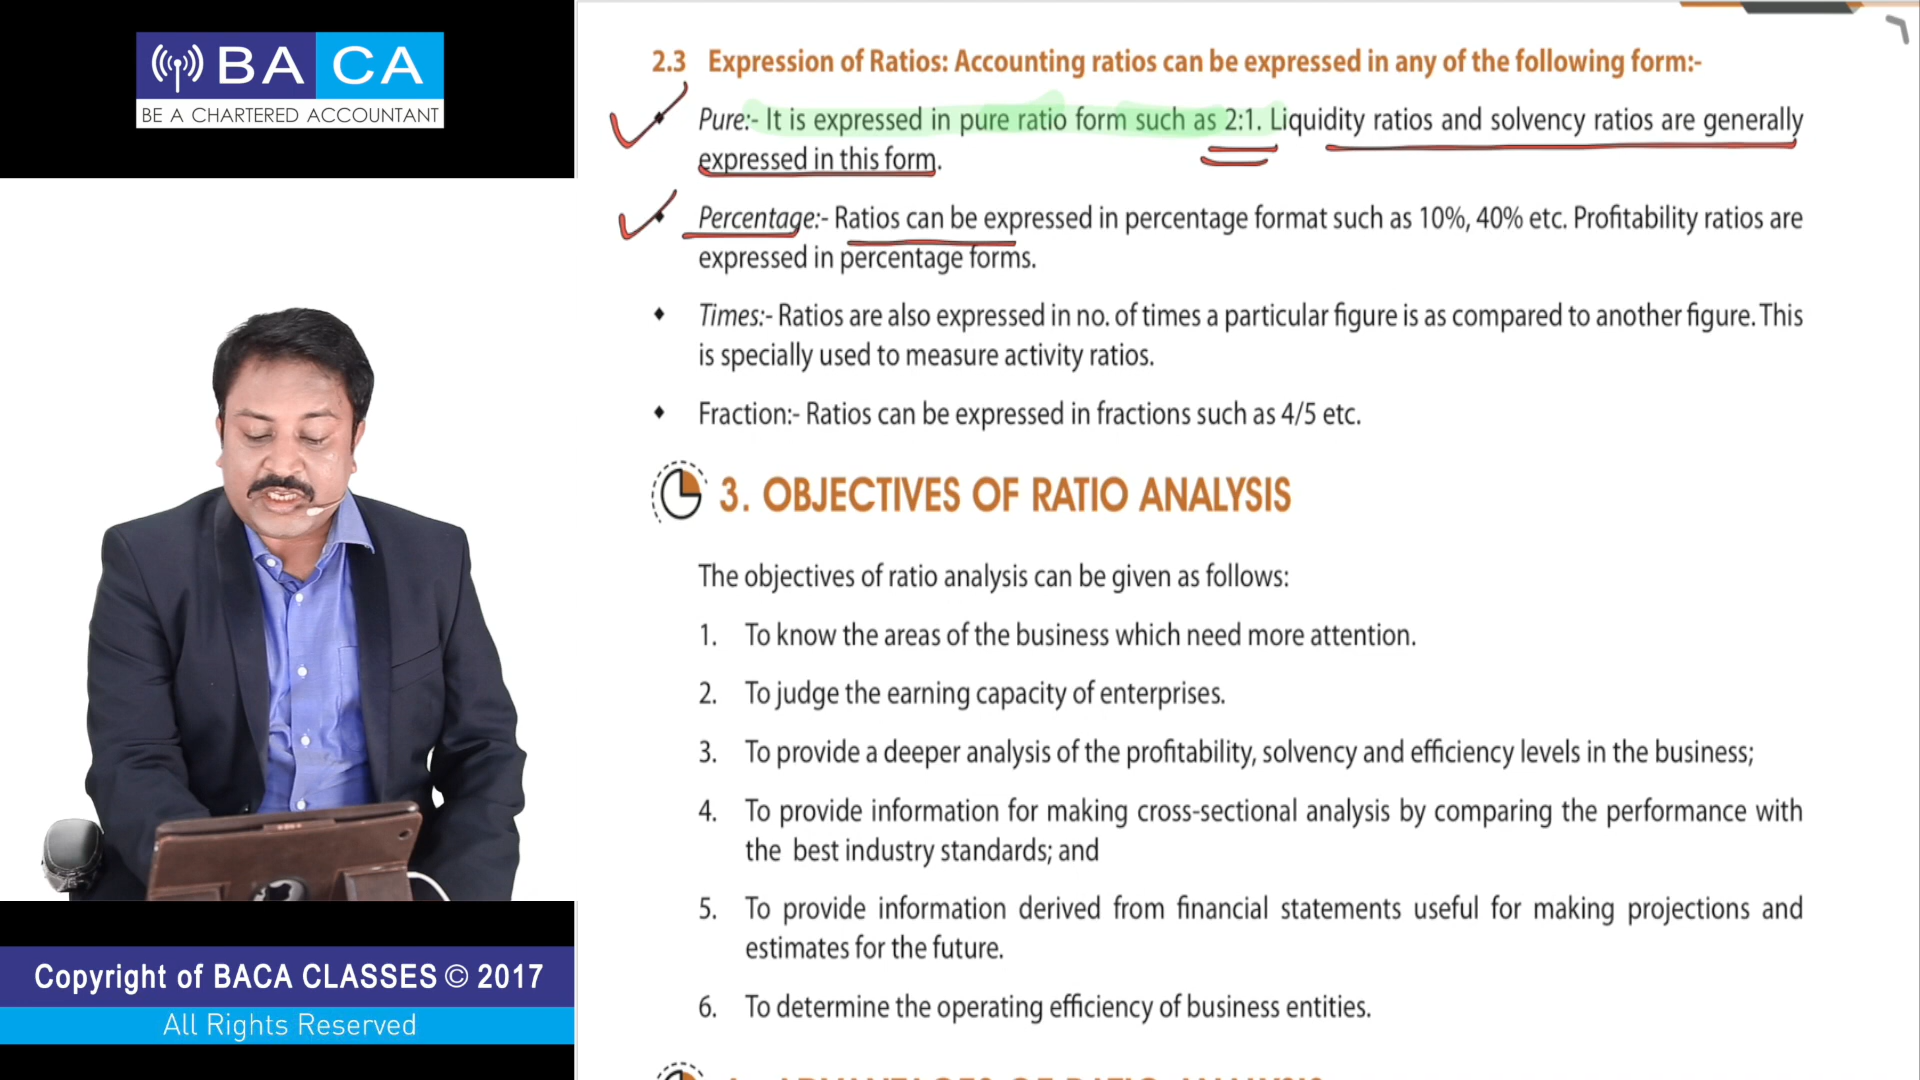 BA CA
BE A CHARTERED ACCOUNTANT
2.3 Expression of Ratios: Accounting ratios can be expressed in any of the following form:-
Pure:- It is expressed in pure ratio form such as 2:1. Liquidity ratios and solvency ratios are generally
expressed in this form.
Percentage:- Ratios can be expressed in percentage format such as 10%, 40% etc. Profitability ratios are
expressed in percentage forms.
Times:- Ratios are also expressed in no. of times a particular figure is as compared to another figure. This
is specially used to measure activity ratios.
Fraction:- Ratios can be expressed in fractions such as 4/5 etc.
3. OBJECTIVES OF RATIO ANALYSIS
The objectives of ratio analysis can be given as follows:
1. To know the areas of the business which need more attention.
2. To judge the earning capacity of enterprises.
3. To provide a deeper analysis of the profitability, solvency and efficiency levels in the business;
4. To provide information for making cross-sectional analysis by comparing the performance with
the best industry standards; and
5. To provide information derived from financial statements useful for making projections and
estimates for the future.
6. To determine the operating efficiency of business entities.
ADVANTAGES OF RATIO ANALYSIS
Copyright of BACA CLASSES © 2017
All Rights Reserved